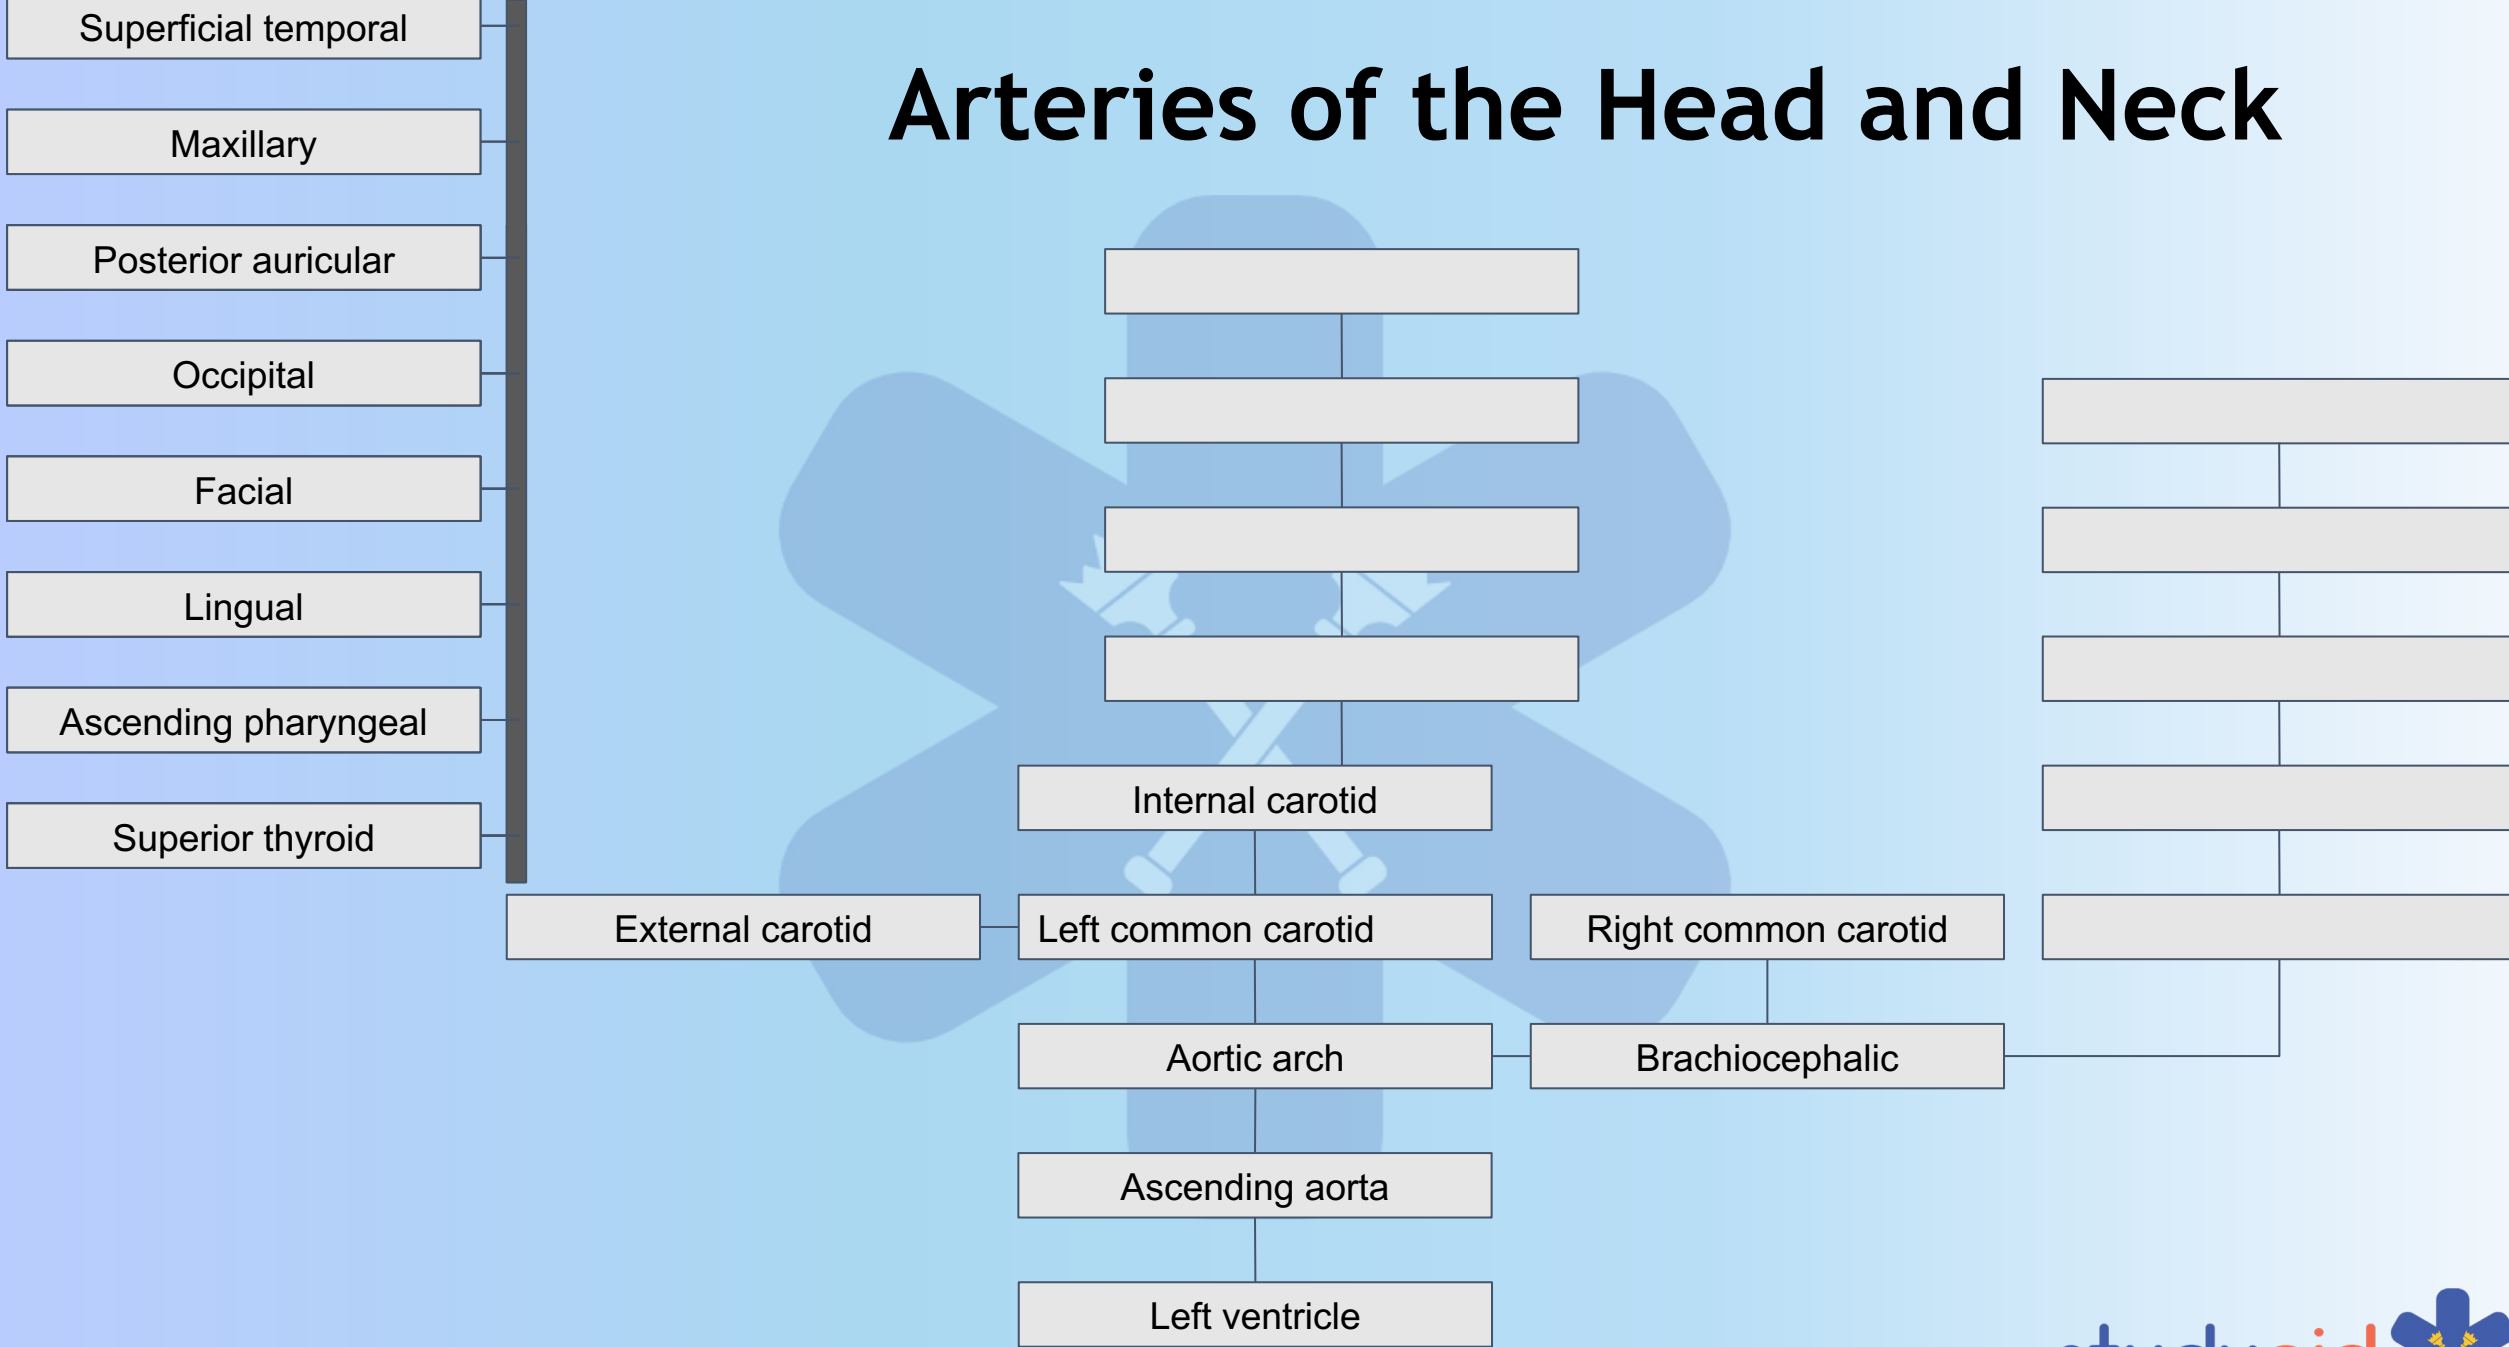 Superficial temporal
Arteries of the Head and Neck
Maxillary
Posterior auricular
Occipital
Facial
Lingual
Ascending pharyngeal
Internal carotid
Superior thyroid
External carotid
Left common carotid
Right common carotid
Aortic arch
Brachiocephalic
Ascending aorta
Left ventricle